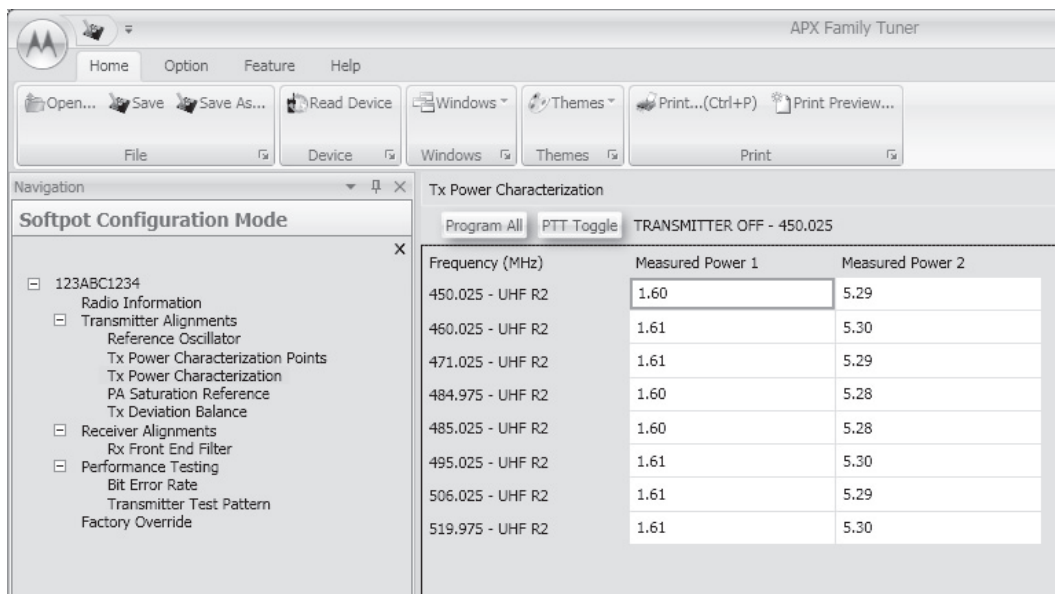 APX Family Tuner
Home Option Feature Help
Open... Save Save As... Read Device Windows Themes Print...(Ctrl+P) Print Preview...
File Device Windows Themes Print
Navigation
Softpot Configuration Mode
X
123ABC1234
Radio Information
Transmitter Alignments
Reference Oscillator
Tx Power Characterization Points
Tx Power Characterization
PA Saturation Reference
Tx Deviation Balance
Receiver Alignments
Rx Front End Filter
Performance Testing
Bit Error Rate
Transmitter Test Pattern
Factory Override
Tx Power Characterization
Program All PTT Toggle TRANSMITTER OFF - 450.025
Frequency (MHz) Measured Power 1 Measured Power 2
450.025 - UHF R2 1.60 5.29
460.025 - UHF R2 1.61 5.30
471.025 - UHF R2 1.61 5.29
484.975 - UHF R2 1.60 5.28
485.025 - UHF R2 1.60 5.28
495.025 - UHF R2 1.61 5.30
506.025 - UHF R2 1.61 5.29
519.975 - UHF R2 1.61 5.30